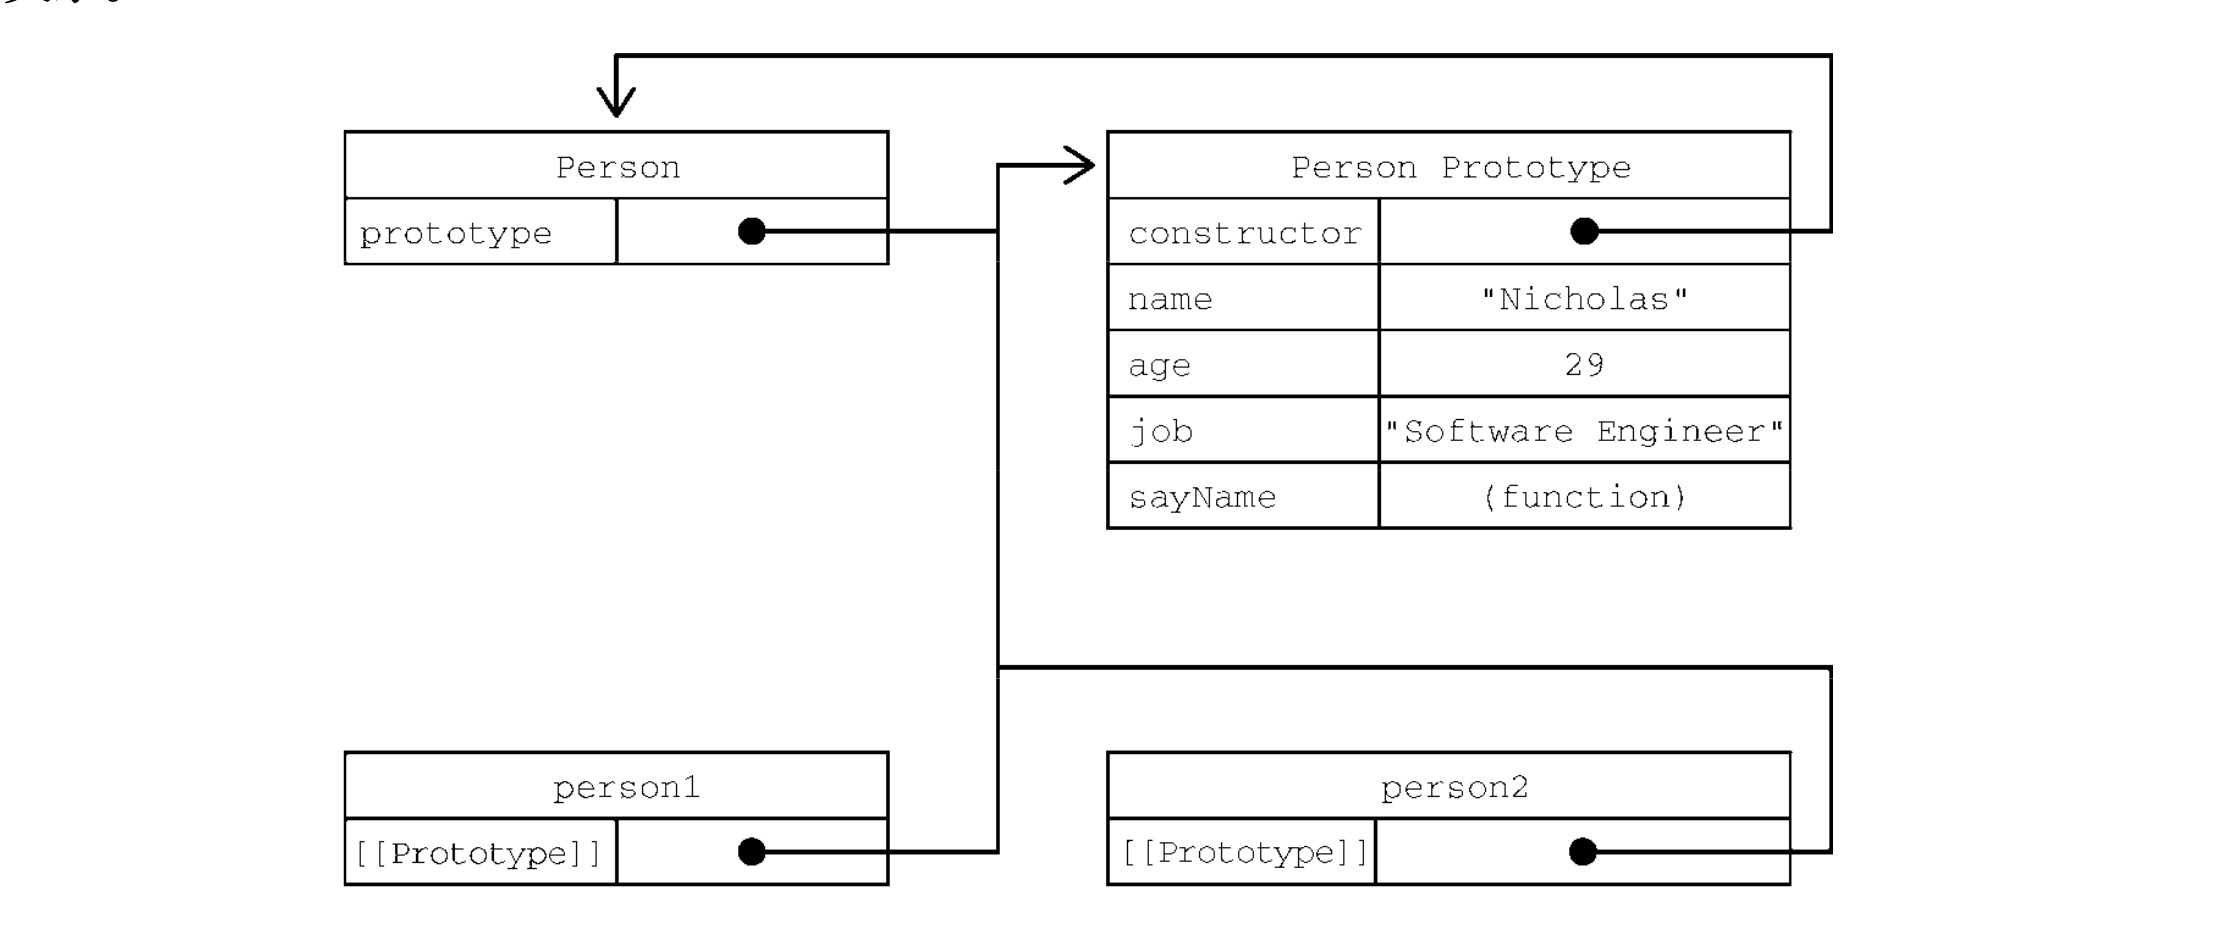 Person
prototype
Person Prototype
constructor
name "Nicholas"
age 29
job "Software Engineer"
sayName (function)
person1
[[Prototype]]
person2
[[Prototype]]